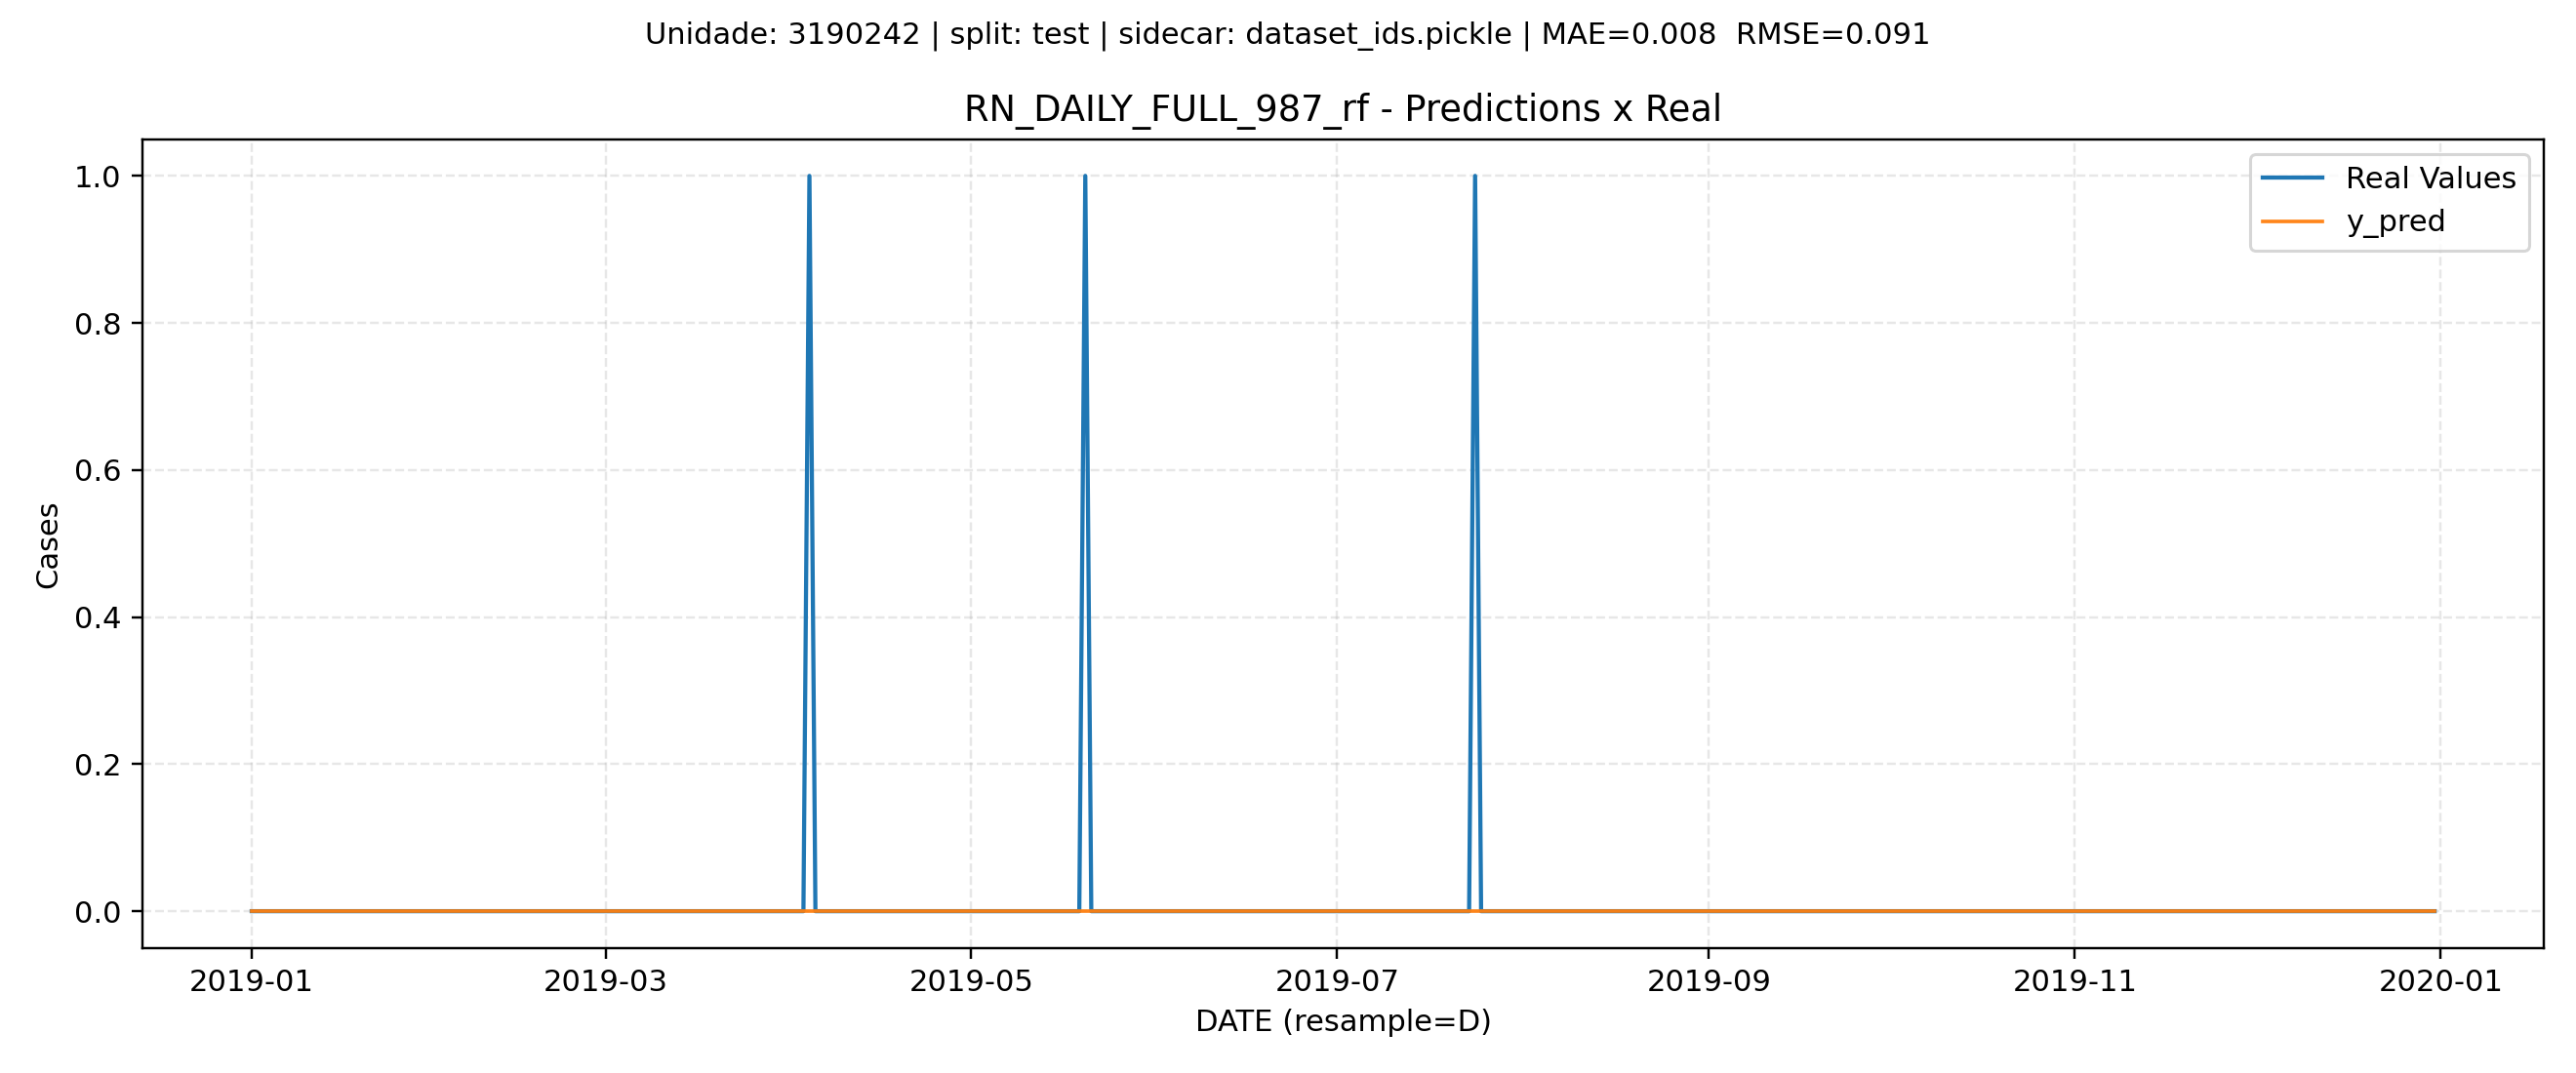 Unidade: 3190242 | split: test | sidecar: dataset_ids.pickle | MAE=0.008  RMSE=0.091
RN_DAILY_FULL_987_rf - Predictions x Real
Real Values
y_pred
Cases
1.0
0.8
0.6
0.4
0.2
0.0
2019-01 2019-03 2019-05 2019-07 2019-09 2019-11 2020-01
DATE (resample=D)